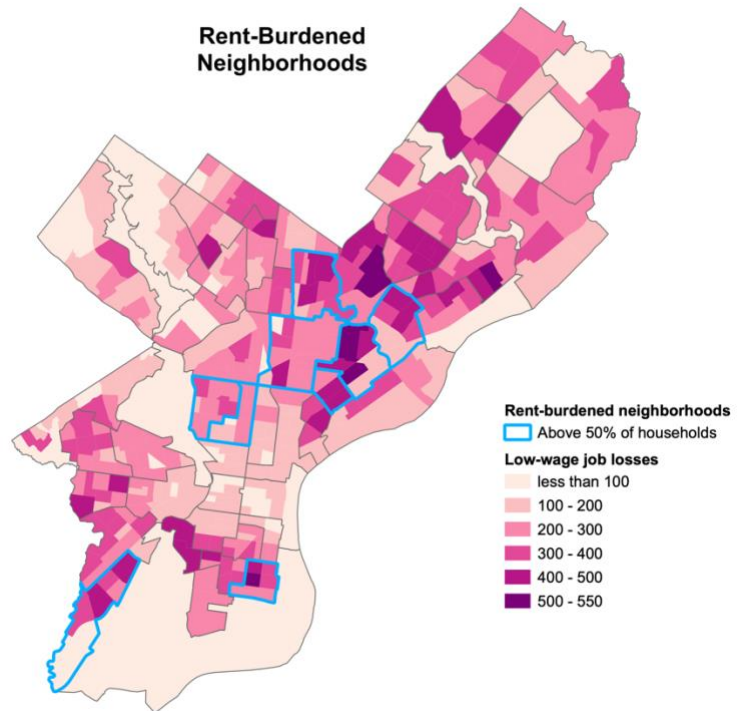 Rent-Burdened
Neighborhoods
Rent-burdened neighborhoods
Above 50% of households
Low-wage job losses
less than 100
100 - 200
200 - 300
300 - 400
400 - 500
500 - 550